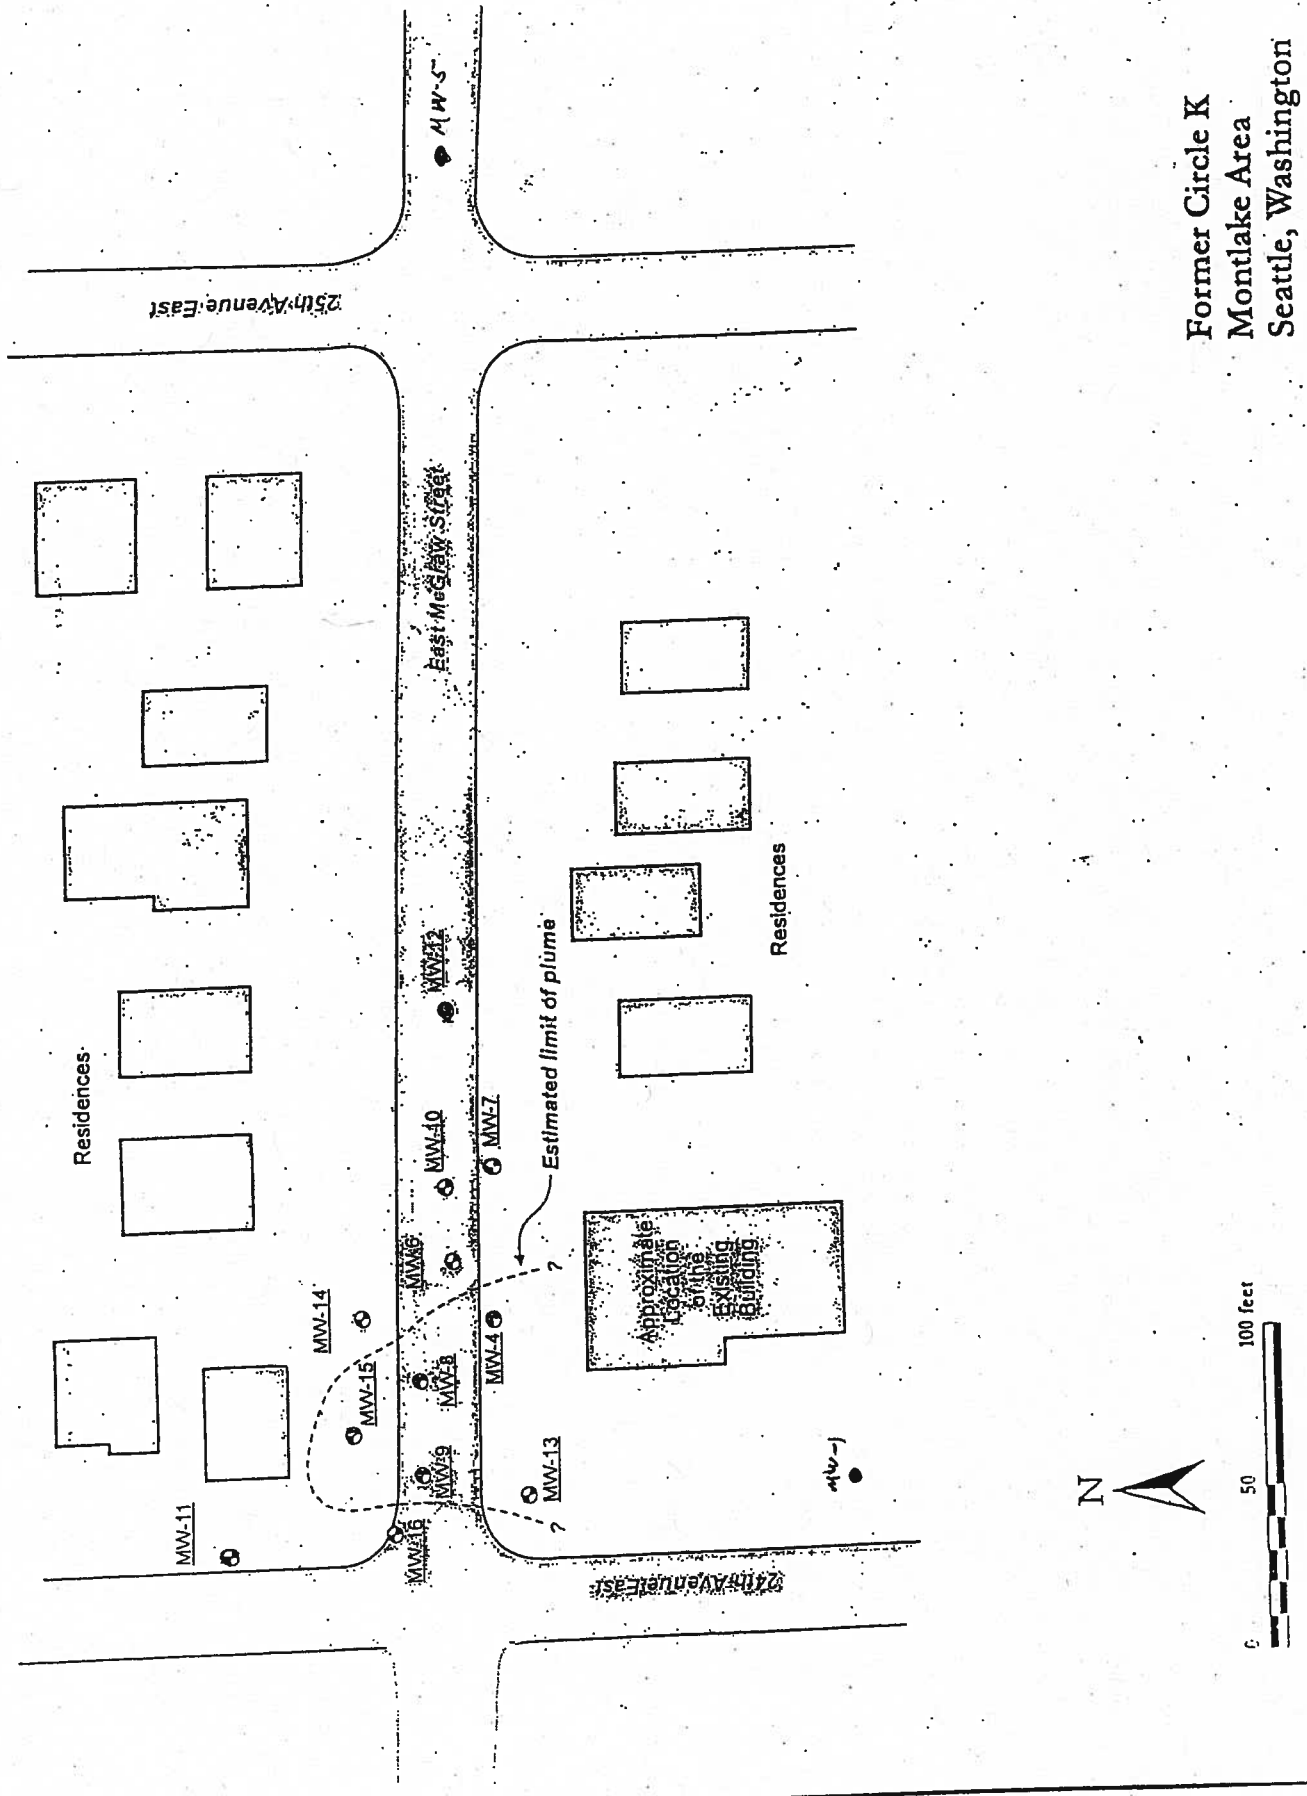 MW-5
25th Avenue East
East McGraw Street
Residences
MW-12
Estimated limit of plume
Residences
MW-10
MW-7
MW-6
MW-14
MW-15
MW-8
MW-4
MW-9
MW-13
MW-11
MW-16
?
?
Approximate
Location
of the
Existing
Building
MW-1
24th Avenue East
N
0
50
100 feet
Former Circle K
Montlake Area
Seattle, Washington